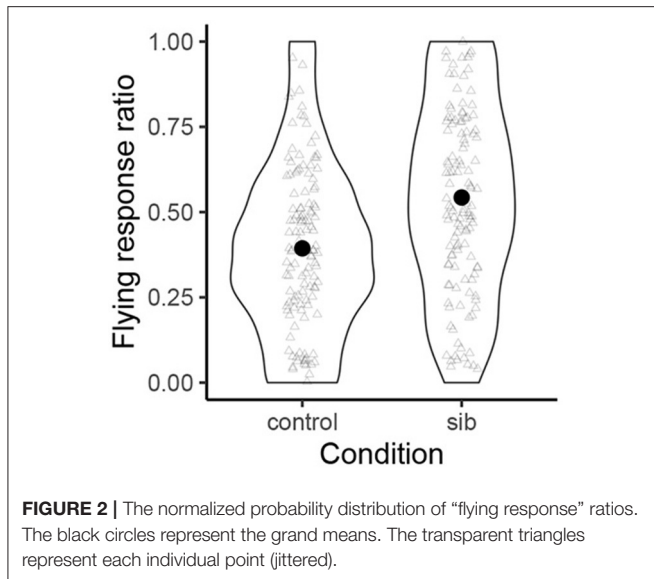 1.00
0.75
0.50
0.25
0.00
Flying response ratio
control sib
Condition
FIGURE 2 | The normalized probability distribution of “flying response” ratios.
The black circles represent the grand means. The transparent triangles
represent each individual point (jittered).